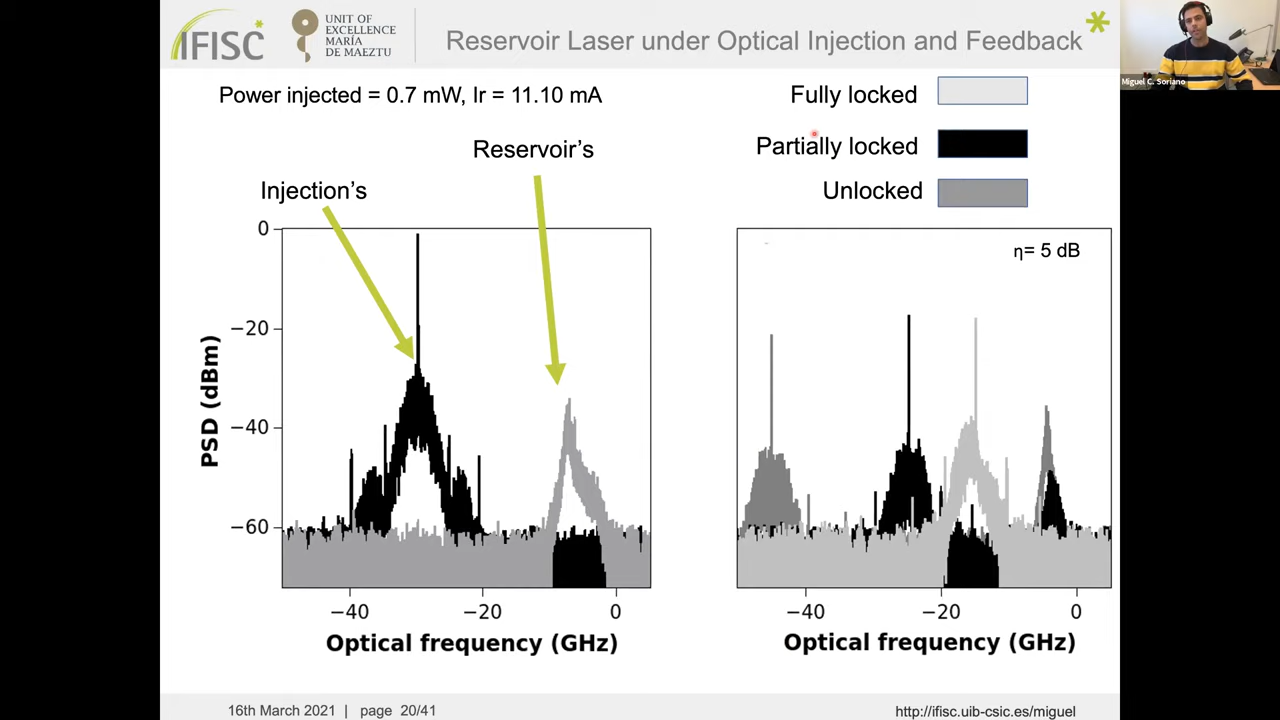 IFISC
UNIT OF
EXCELLENCE
MARÍA
DE MAEZTU
Reservoir Laser under Optical Injection and Feedback
Miguel C. Soriano
Power injected = 0.7 mW, Ir = 11.10 mA
Fully locked
Partially locked
Unlocked
Reservoir's
Injection's
η= 5 dB
PSD (dBm)
0
−20
−40
−60
−40
−20
0
Optical frequency (GHz)
−40
−20
0
Optical frequency (GHz)
16th March 2021 | page 20/41
http://ifisc.uib-csic.es/miguel